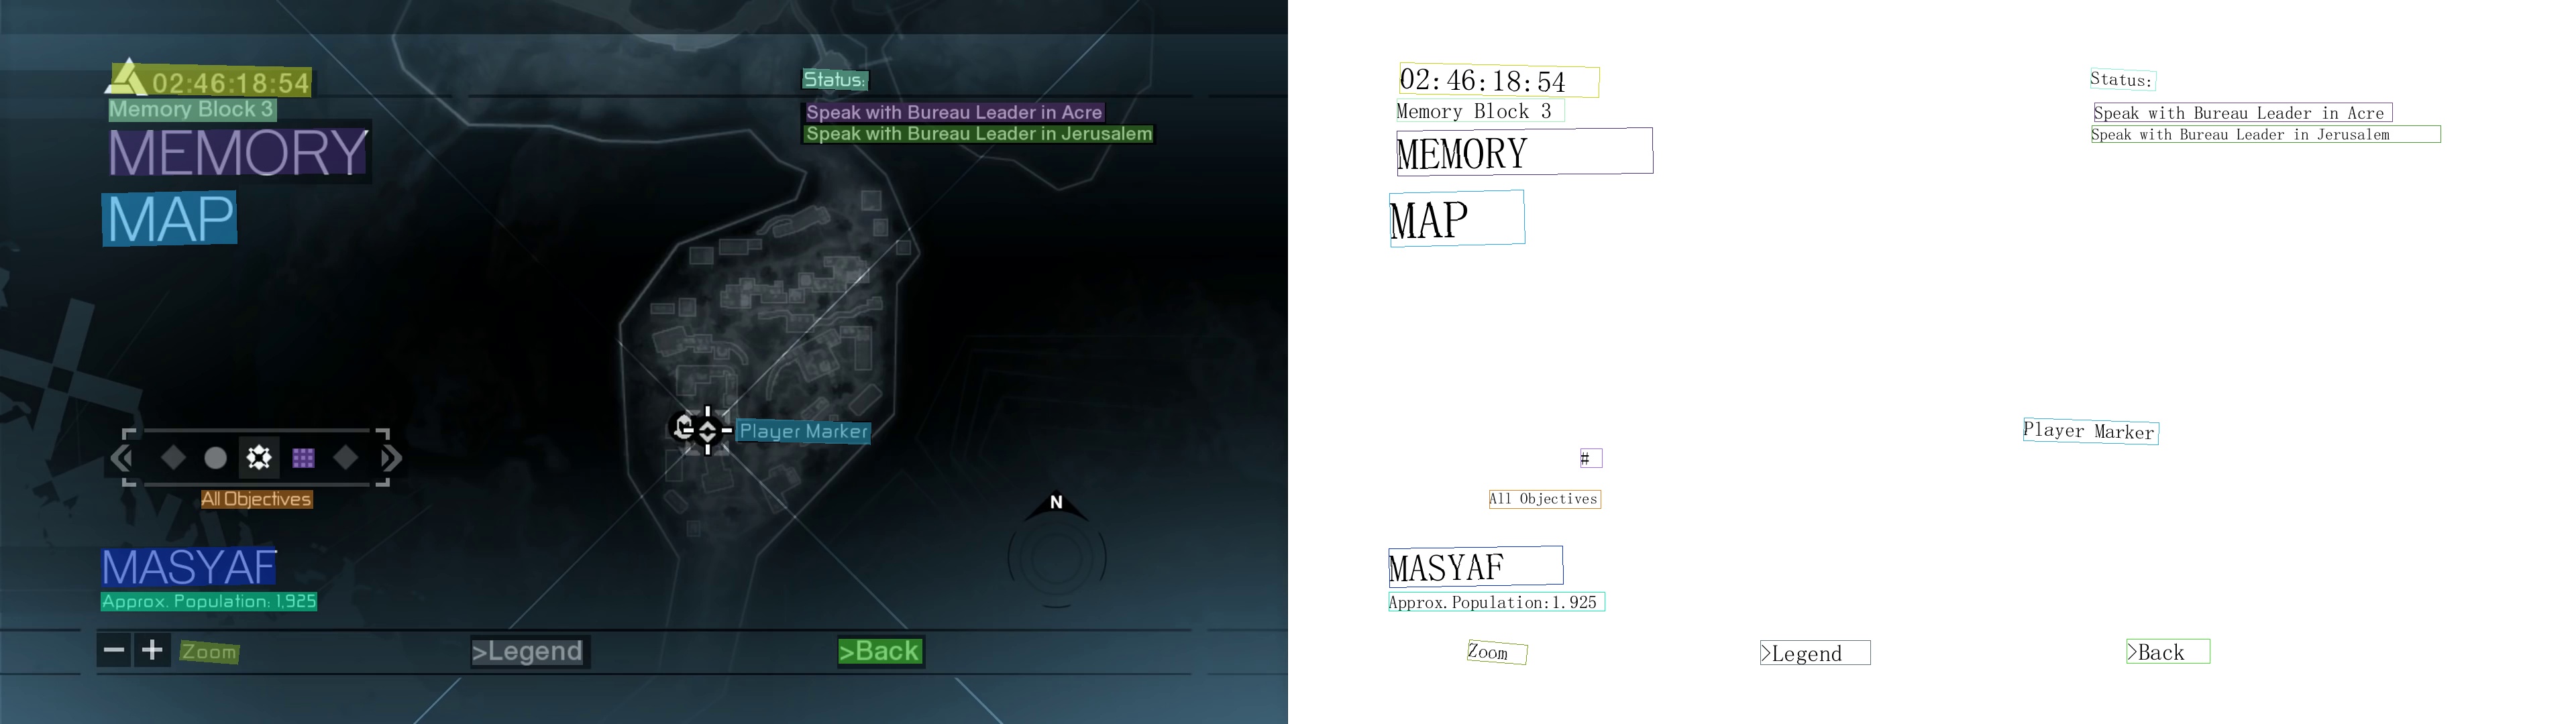 02:46:18:54
Memory Block 3
MEMORY
MAP
Status:
Speak with Bureau Leader in Acre
Speak with Bureau Leader in Jerusalem
Player Marker
All Objectives
N
MASYAF
Approx. Population: 1,925
Zoom
>Legend
>Back
02:46:18:54
Memory Block 3
MEMORY
MAP
Status:
Speak with Bureau Leader in Acre
Speak with Bureau Leader in Jerusalem
Player Marker
#
All Objectives
MASYAF
Approx.Population:1.925
Zoom
>Legend
>Back